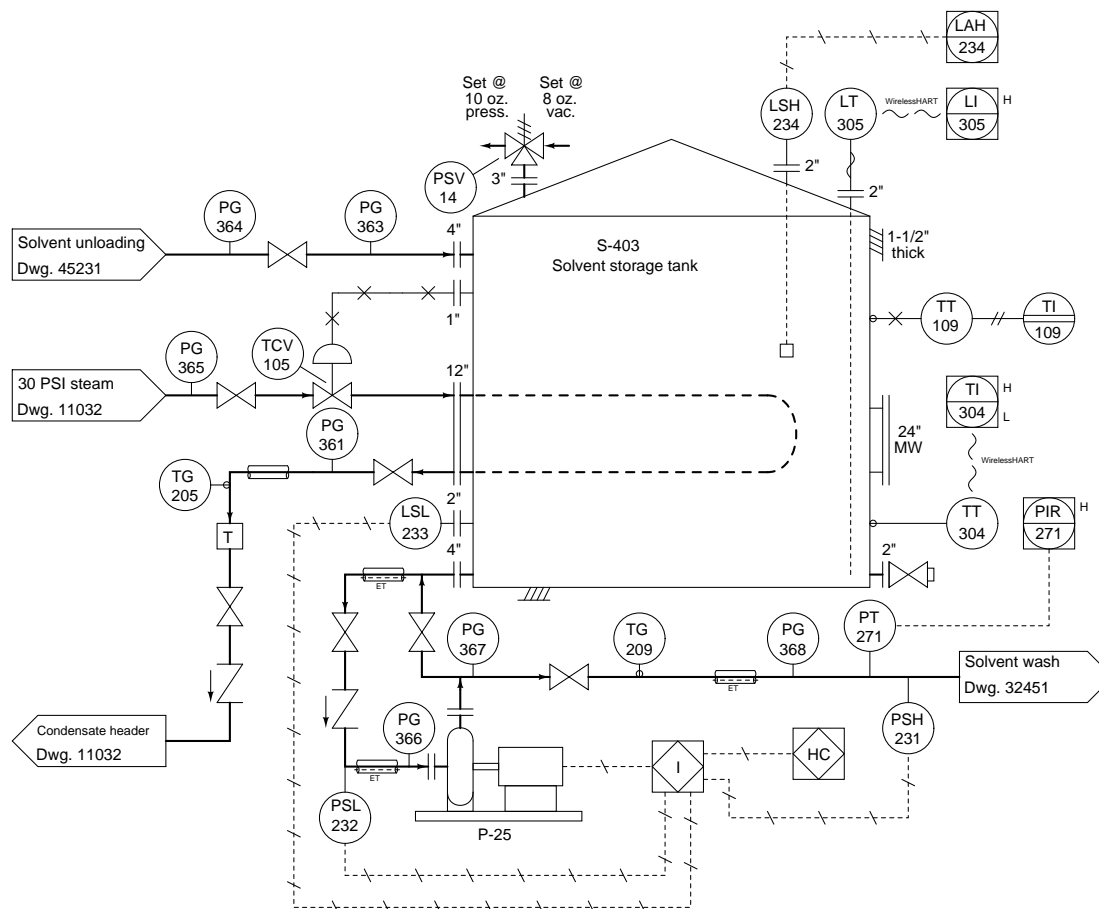 LAH
234
Set @
10 oz.
press.
Set @
8 oz.
vac.
LSH
234
LT
305
WirelessHART
LI
305
H
PSV
14
3"
2"
2"
PG
364
PG
363
4"
Solvent unloading
Dwg. 45231
S-403
Solvent storage tank
1-1/2"
thick
1"
TT
109
TI
109
PG
365
TCV
105
12"
30 PSI steam
Dwg. 11032
TI
304
H
L
PG
361
24"
MW
WirelessHART
TG
205
2"
LSL
233
TT
304
PIR
271
H
T
4"
2"
ET
PG
367
TG
209
PG
368
PT
271
ET
Solvent wash
Dwg. 32451
Condensate header
Dwg. 11032
PG
366
PSH
231
I
HC
ET
PSL
232
P-25